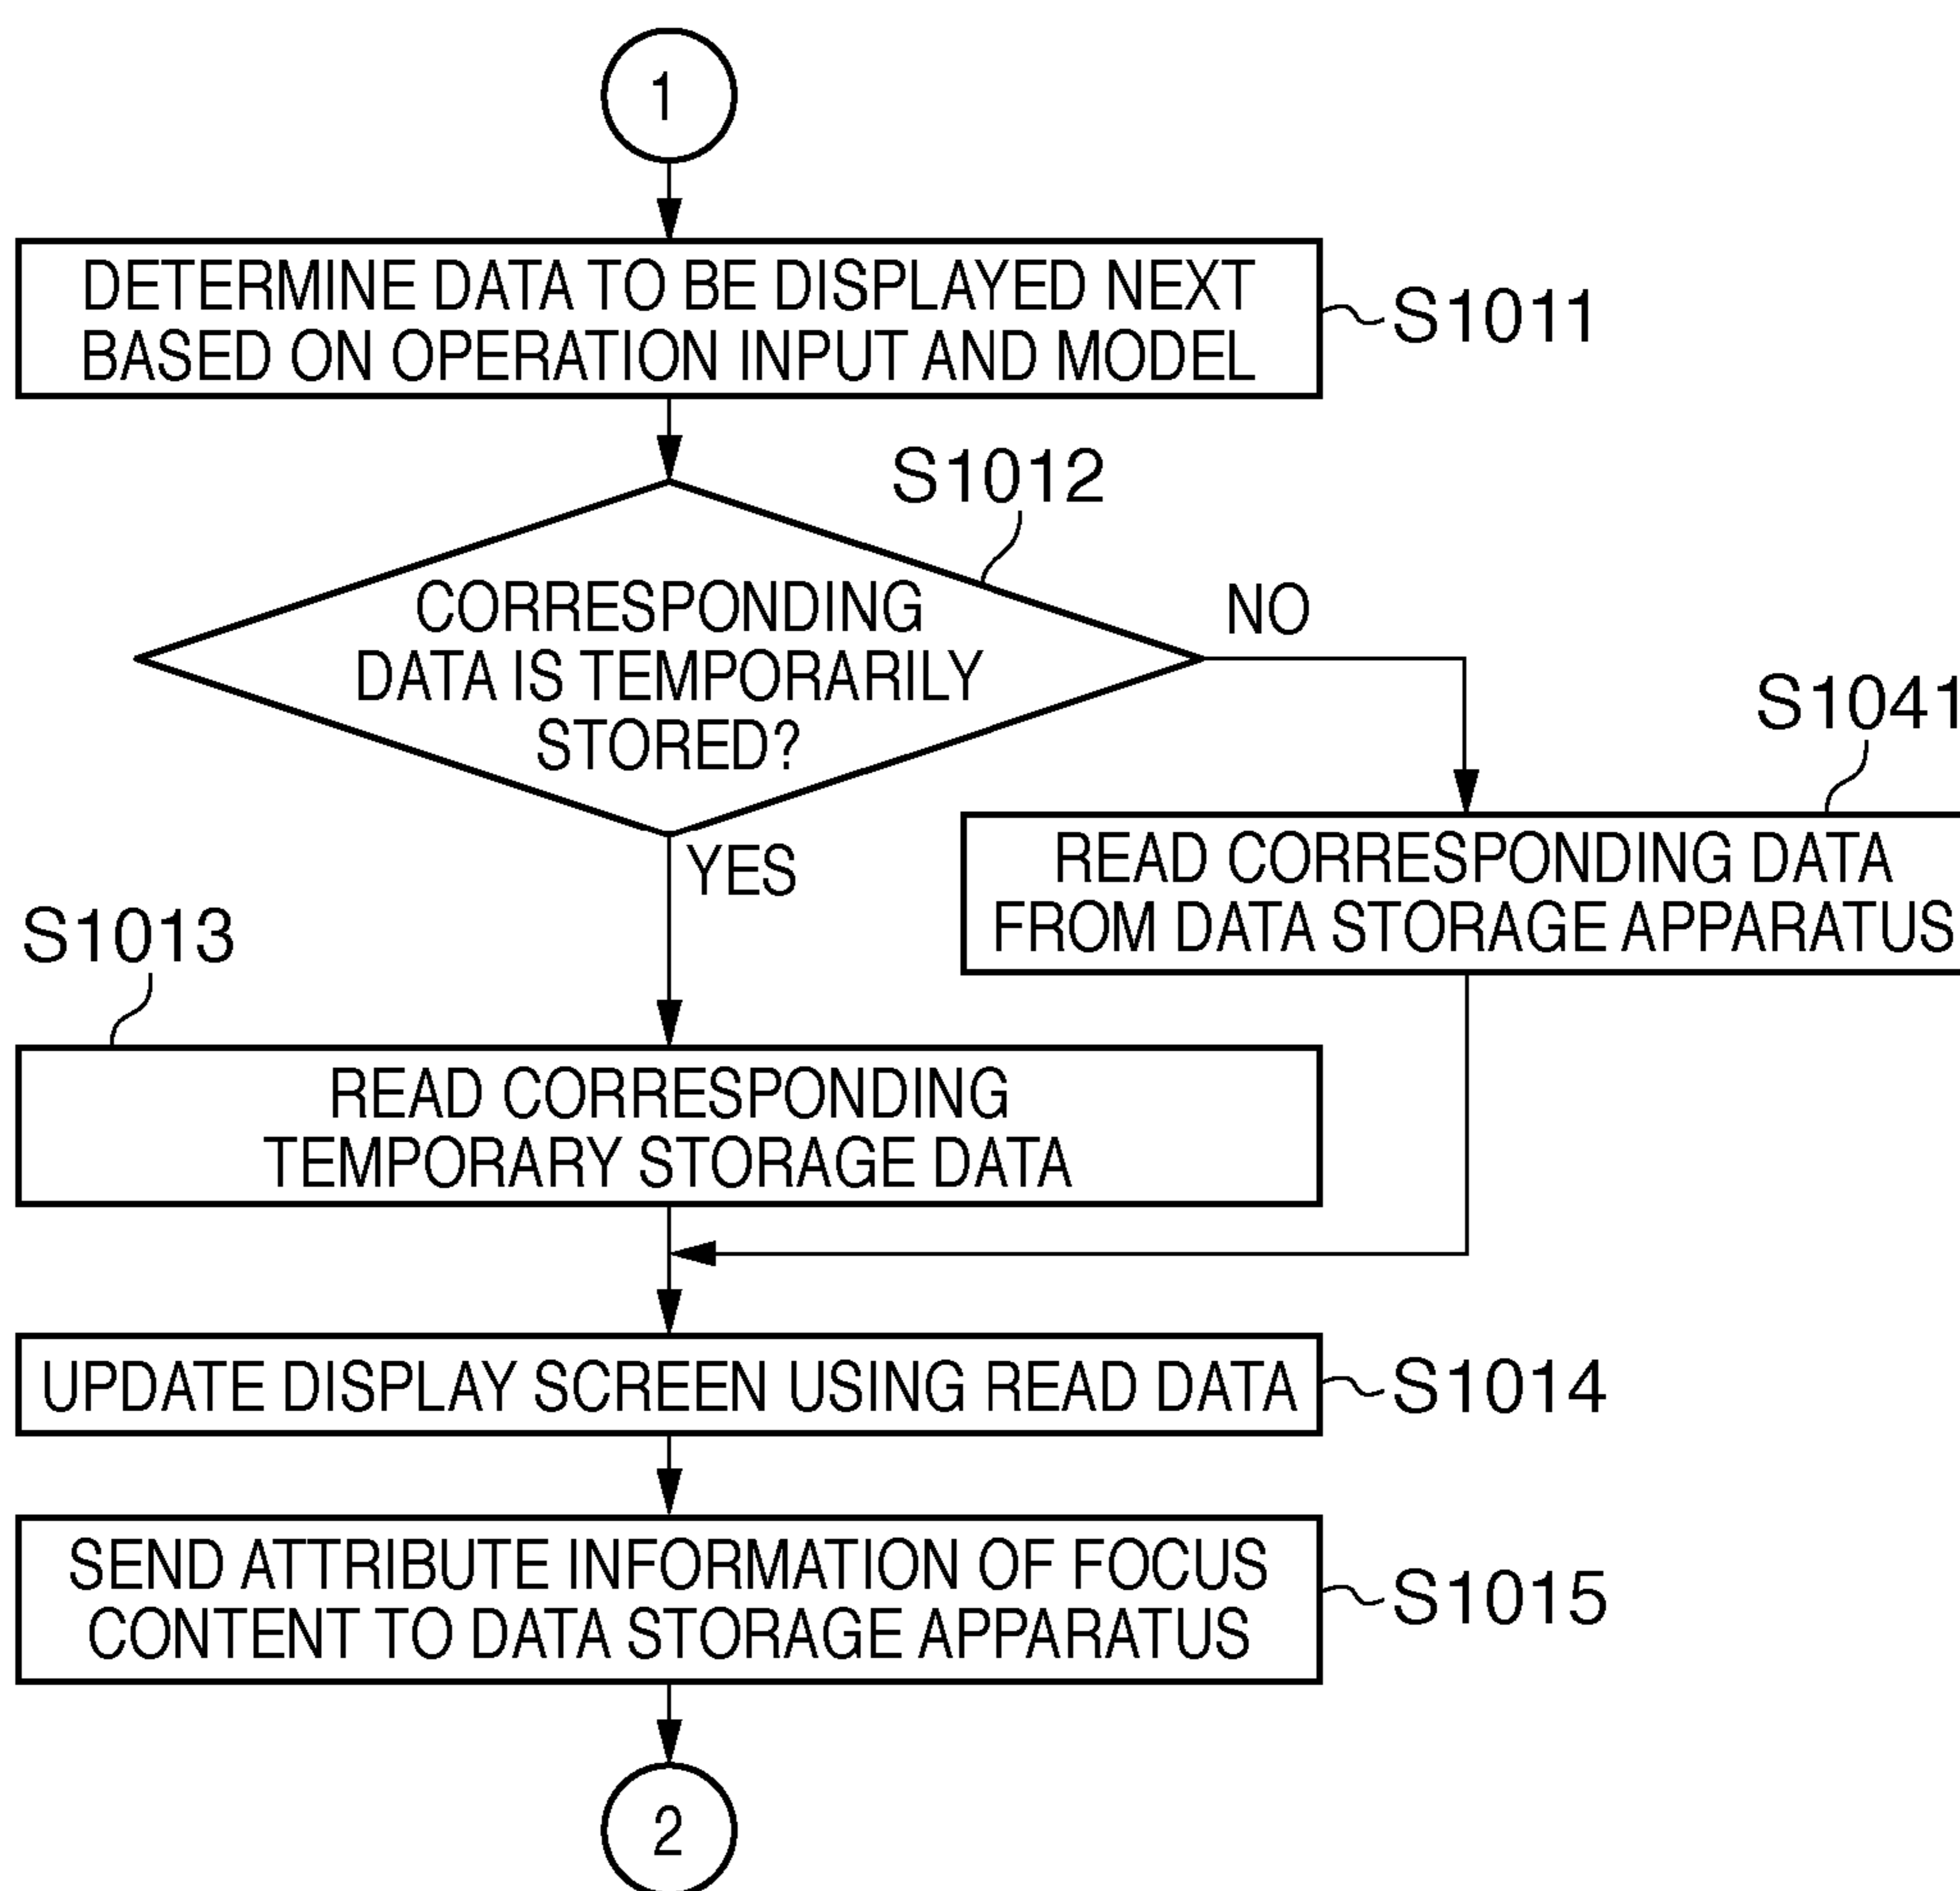 1
DETERMINE DATA TO BE DISPLAYED NEXT
BASED ON OPERATION INPUT AND MODEL
S1011
S1012
CORRESPONDING
DATA IS TEMPORARILY
STORED?
NO
YES
S1041
READ CORRESPONDING DATA
FROM DATA STORAGE APPARATUS
S1013
READ CORRESPONDING
TEMPORARY STORAGE DATA
UPDATE DISPLAY SCREEN USING READ DATA
S1014
SEND ATTRIBUTE INFORMATION OF FOCUS
CONTENT TO DATA STORAGE APPARATUS
S1015
2